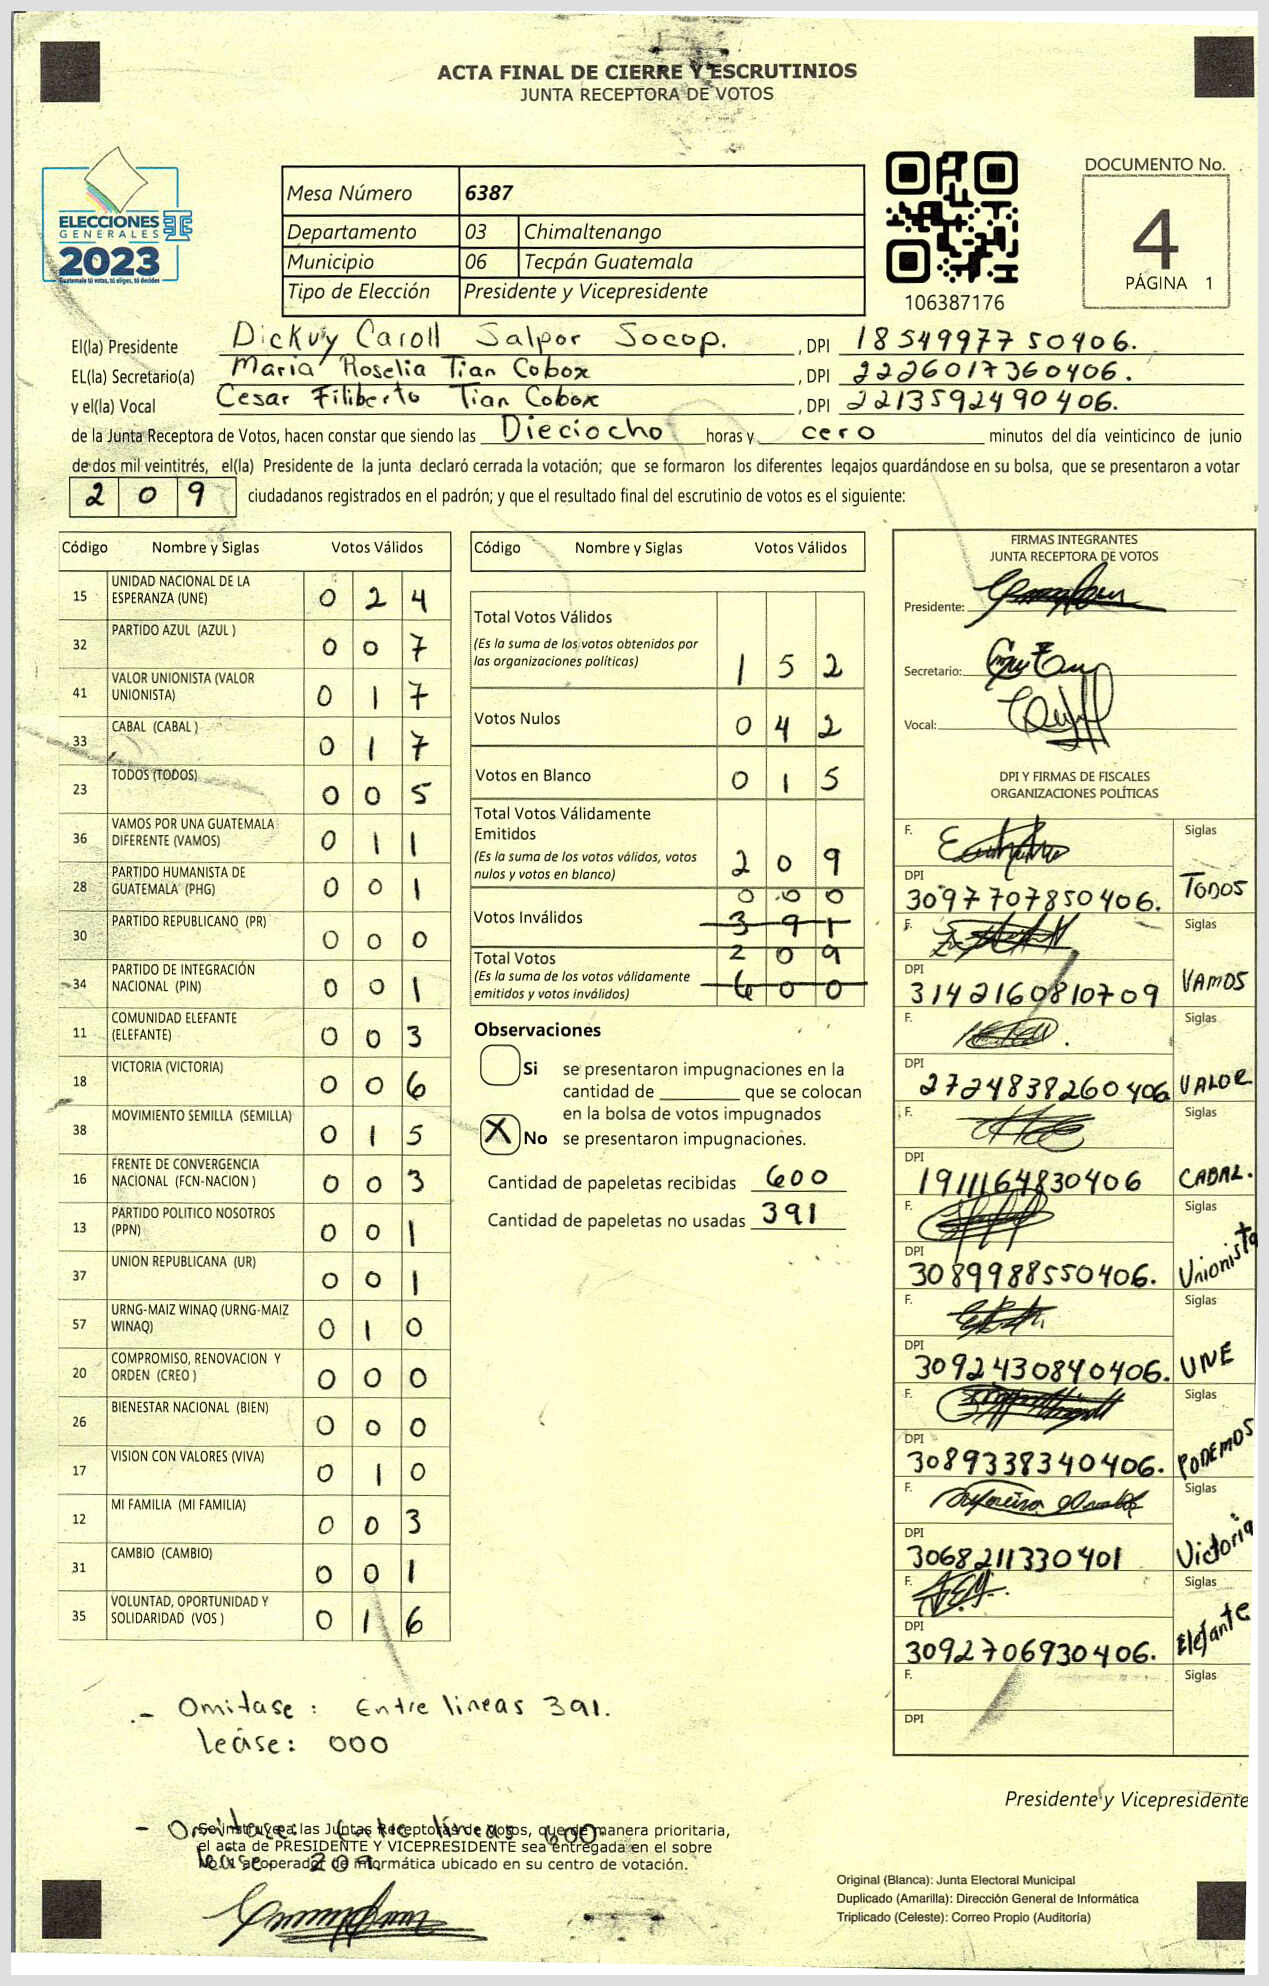 ACTA FINAL DE CIERRE Y ESCRUTINIOS
JUNTA RECEPTORA DE VOTOS
ELECCIONES
GENERALES
2023
Guatemala tú votas, tú eliges, tú decides
Mesa Número 6387
Departamento 03 Chimaltenango
Municipio 06 Tecpán Guatemala
Tipo de Elección Presidente y Vicepresidente
106387176
DOCUMENTO No.
4
PÁGINA 1
El(la) Presidente Dickuy Caroll Salpor Socop. , DPI 1854997750406.
EL(la) Secretario(a) Maria Roselia Tian Cobox , DPI 2226017360406.
y el(la) Vocal Cesar Filiberto Tian Cobox , DPI 2213592490406.
de la Junta Receptora de Votos, hacen constar que siendo las Dieciocho horas y cero minutos del día veinticinco de junio
de dos mil veintitrés, el(la) Presidente de la junta declaró cerrada la votación; que se formaron los diferentes legajos guardándose en su bolsa, que se presentaron a votar
209 ciudadanos registrados en el padrón; y que el resultado final del escrutinio de votos es el siguiente:
Código Nombre y Siglas Votos Válidos
15 UNIDAD NACIONAL DE LA ESPERANZA (UNE) 0 2 4
32 PARTIDO AZUL (AZUL ) 0 0 7
41 VALOR UNIONISTA (VALOR UNIONISTA) 0 1 7
33 CABAL (CABAL ) 0 1 7
23 TODOS (TODOS) 0 0 5
36 VAMOS POR UNA GUATEMALA DIFERENTE (VAMOS) 0 1 1
28 PARTIDO HUMANISTA DE GUATEMALA (PHG) 0 0 1
30 PARTIDO REPUBLICANO (PR) 0 0 0
34 PARTIDO DE INTEGRACIÓN NACIONAL (PIN) 0 0 1
11 COMUNIDAD ELEFANTE (ELEFANTE) 0 0 3
18 VICTORIA (VICTORIA) 0 0 6
38 MOVIMIENTO SEMILLA (SEMILLA) 0 1 5
16 FRENTE DE CONVERGENCIA NACIONAL (FCN-NACION ) 0 0 3
13 PARTIDO POLITICO NOSOTROS (PPN) 0 0 1
37 UNION REPUBLICANA (UR) 0 0 1
57 URNG-MAIZ WINAQ (URNG-MAIZ WINAQ) 0 1 0
20 COMPROMISO, RENOVACION Y ORDEN (CREO ) 0 0 0
26 BIENESTAR NACIONAL (BIEN) 0 0 0
17 VISION CON VALORES (VIVA) 0 1 0
12 MI FAMILIA (MI FAMILIA) 0 0 3
31 CAMBIO (CAMBIO) 0 0 1
35 VOLUNTAD, OPORTUNIDAD Y SOLIDARIDAD (VOS ) 0 1 6
Código Nombre y Siglas Votos Válidos
Total Votos Válidos
(Es la suma de los votos obtenidos por
las organizaciones políticas) 1 5 2
Votos Nulos 0 4 2
Votos en Blanco 0 1 5
Total Votos Válidamente
Emitidos
(Es la suma de los votos válidos, votos
nulos y votos en blanco) 2 0 9
0 0 0
Votos Inválidos 3 9 1
Total Votos 2 0 9
(Es la suma de los votos válidamente
emitidos y votos inválidos) 6 0 0
Observaciones
Si se presentaron impugnaciones en la
cantidad de ________ que se colocan
en la bolsa de votos impugnados
X No se presentaron impugnaciones.
Cantidad de papeletas recibidas 600
Cantidad de papeletas no usadas 391
FIRMAS INTEGRANTES
JUNTA RECEPTORA DE VOTOS
Presidente:
Secretario:
Vocal:
DPI Y FIRMAS DE FISCALES
ORGANIZACIONES POLÍTICAS
F. Siglas
DPI 3097707850406. TODOS
F. Siglas
DPI 3142160810709 VAMOS
F. Siglas
DPI 2724838260406 VALOR
F. Siglas
DPI 1911164830406 CABAL.
F. Siglas
DPI 3089988550406. Unionista
F. Siglas
DPI 3092430840406. UNE
F. Siglas
DPI 3089338340406. PODEMOS
F. Siglas
DPI 3068211330401 Victoria
F. Siglas
DPI 3092706930406. Elefante
F. Siglas
DPI
.- Omitase: Entre lineas 391.
leáse: 000
- Omitase: Entre líneas 600
léase 209.
Se instruye a las Juntas Receptoras de Votos, que de manera prioritaria,
el acta de PRESIDENTE Y VICEPRESIDENTE sea entregada en el sobre
No.1 al operador de informática ubicado en su centro de votación.
Presidente y Vicepresidente
Original (Blanca): Junta Electoral Municipal
Duplicado (Amarilla): Dirección General de Informática
Triplicado (Celeste): Correo Propio (Auditoría)